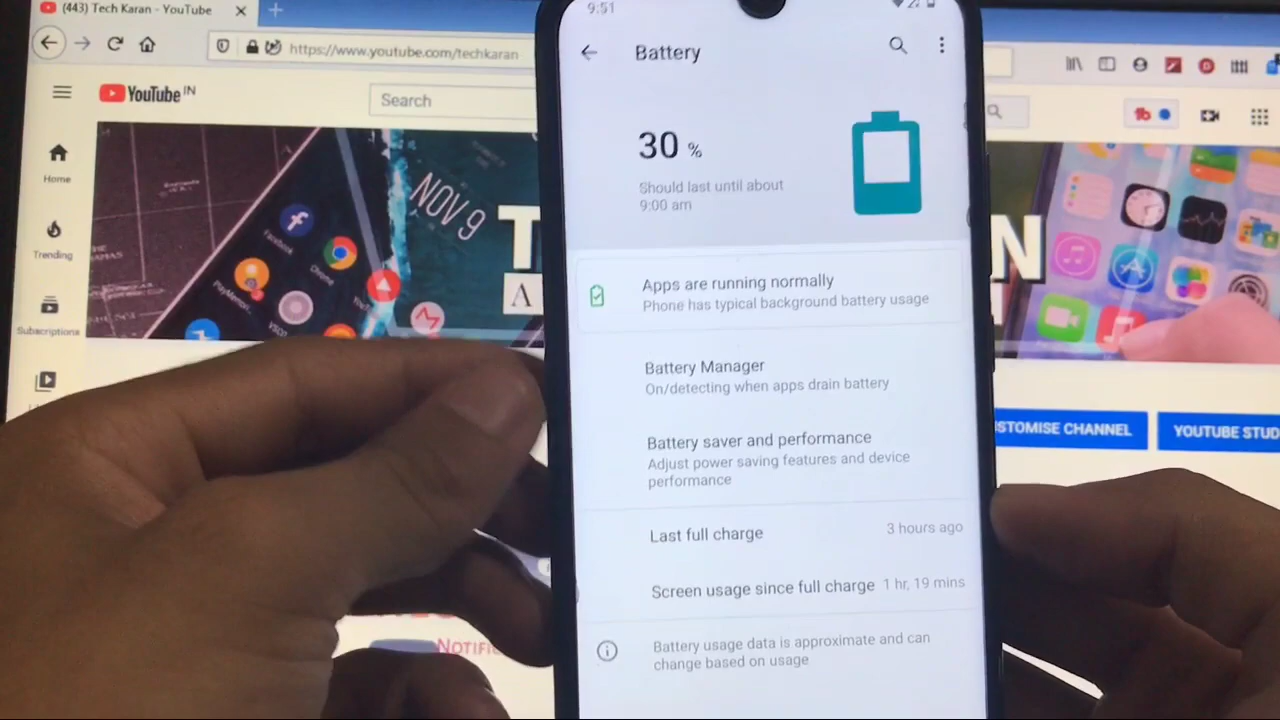 (443) Tech Karan - YouTube
https://www.youtube.com/techkaran
YouTube IN
Search
Home
Trending
Subscriptions
NOV 9
Facebook
Chrome
T
A
N
STOMISE CHANNEL
YOUTUBE STUD
9:51
Battery
30 %
Should last until about
9:00 am
Apps are running normally
Phone has typical background battery usage
Battery Manager
On/detecting when apps drain battery
Battery saver and performance
Adjust power saving features and device
performance
Last full charge 3 hours ago
Screen usage since full charge 1 hr, 19 mins
Battery usage data is approximate and can
change based on usage